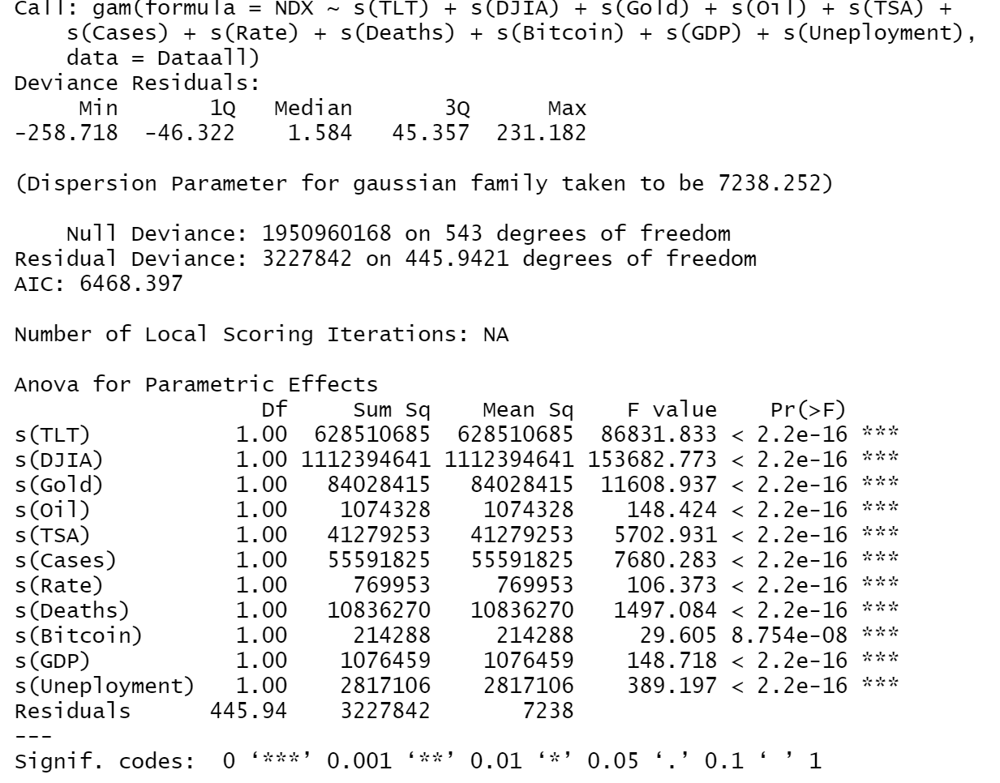 Call: gam(formula = NDX ~ s(TLT) + s(DJIA) + s(Gold) + s(Oil) + s(TSA) +
    s(Cases) + s(Rate) + s(Deaths) + s(Bitcoin) + s(GDP) + s(Uneployment),
    data = Dataall)
Deviance Residuals:
     Min       1Q   Median       3Q      Max
-258.718  -46.322    1.584   45.357  231.182

(Dispersion Parameter for gaussian family taken to be 7238.252)

    Null Deviance: 1950960168 on 543 degrees of freedom
Residual Deviance: 3227842 on 445.9421 degrees of freedom
AIC: 6468.397

Number of Local Scoring Iterations: NA

Anova for Parametric Effects
                   Df     Sum Sq    Mean Sq    F value    Pr(>F)
s(TLT)           1.00  628510685  628510685  86831.833 < 2.2e-16 ***
s(DJIA)          1.00 1112394641 1112394641 153682.773 < 2.2e-16 ***
s(Gold)          1.00   84028415   84028415  11608.937 < 2.2e-16 ***
s(Oil)           1.00    1074328    1074328    148.424 < 2.2e-16 ***
s(TSA)           1.00   41279253   41279253   5702.931 < 2.2e-16 ***
s(Cases)         1.00   55591825   55591825   7680.283 < 2.2e-16 ***
s(Rate)          1.00     769953     769953    106.373 < 2.2e-16 ***
s(Deaths)        1.00   10836270   10836270   1497.084 < 2.2e-16 ***
s(Bitcoin)       1.00     214288     214288     29.605 8.754e-08 ***
s(GDP)           1.00    1076459    1076459    148.718 < 2.2e-16 ***
s(Uneployment)   1.00    2817106    2817106    389.197 < 2.2e-16 ***
Residuals      445.94    3227842       7238
---
Signif. codes:  0 ‘***’ 0.001 ‘**’ 0.01 ‘*’ 0.05 ‘.’ 0.1 ‘ ’ 1